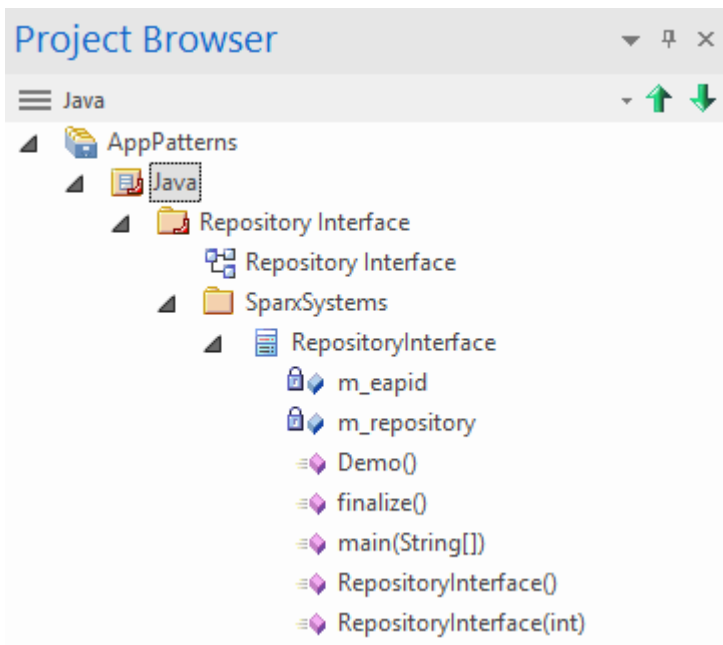 Project Browser
Java
AppPatterns
Java
Repository Interface
Repository Interface
SparxSystems
RepositoryInterface
m_eapid
m_repository
Demo()
finalize()
main(String[])
RepositoryInterface()
RepositoryInterface(int)